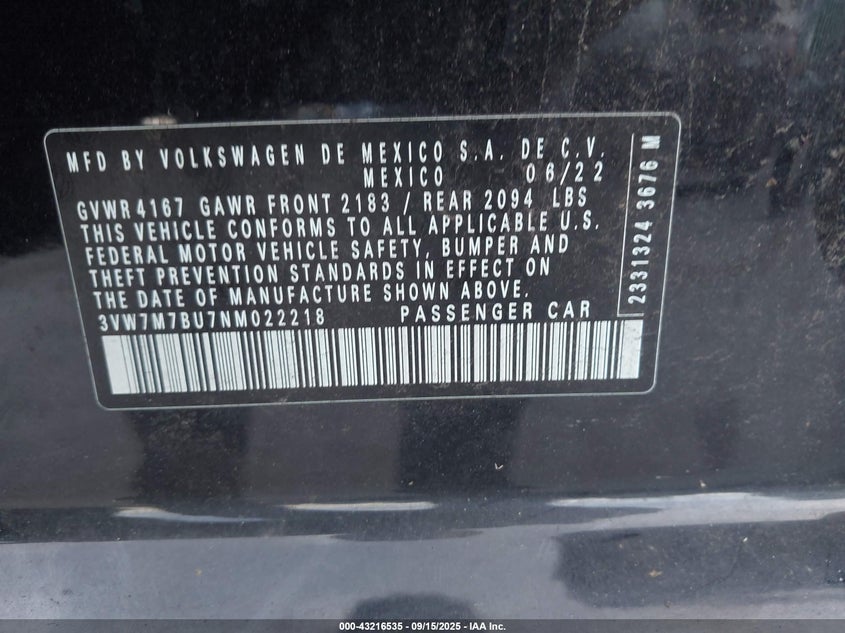 MFD BY VOLKSWAGEN DE MEXICO S.A. DE C.V.
MEXICO 06/22
GVWR 4167 GAWR FRONT 2183 / REAR 2094 LBS
THIS VEHICLE CONFORMS TO ALL APPLICABLE U.S.
FEDERAL MOTOR VEHICLE SAFETY, BUMPER AND
THEFT PREVENTION STANDARDS IN EFFECT ON
THE DATE OF MANUFACTURE SHOWN ABOVE.
3VW7M7BU7NM022218 PASSENGER CAR
2331324 3676 M
000-43216535 - 09/15/2025 - IAA Inc.